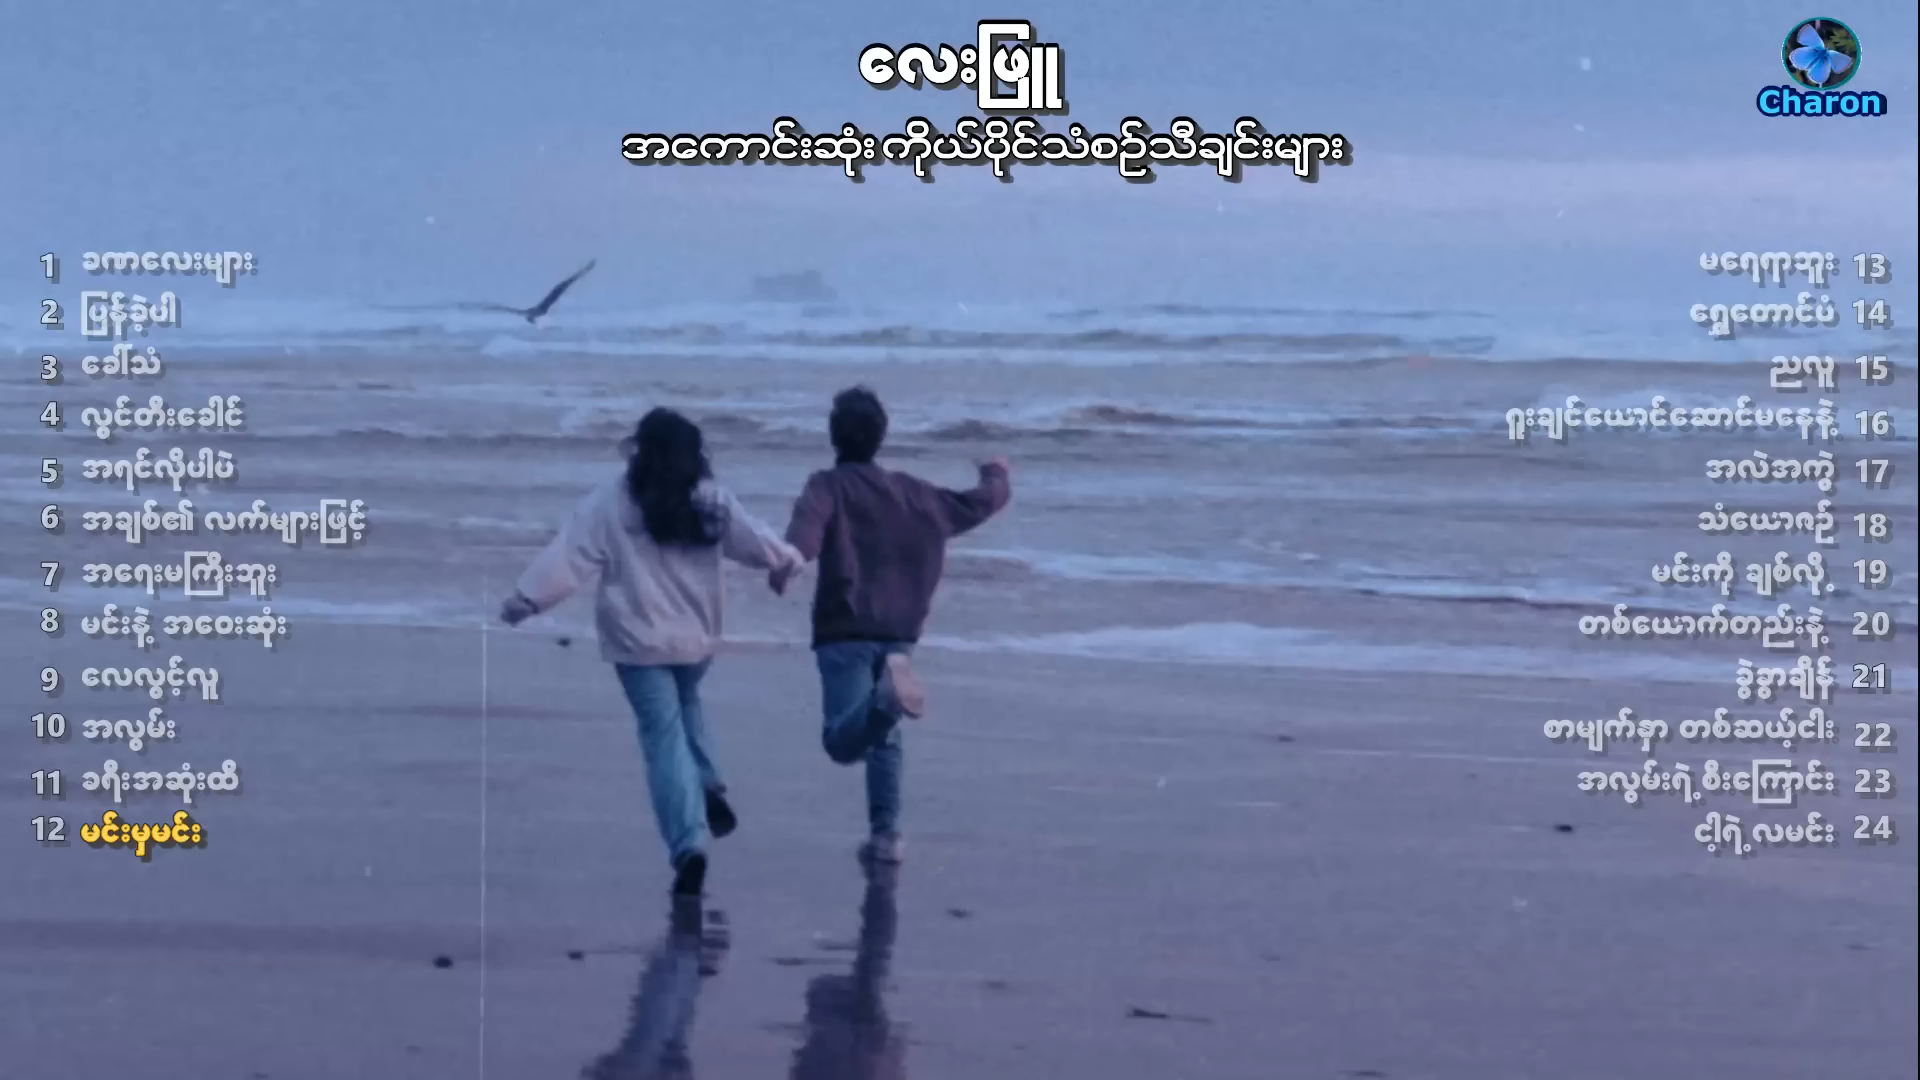 လေးဖြူ
အကောင်းဆုံး ကိုယ်ပိုင်သံစဉ်သီချင်းများ
Charon
1 ခဏလေးများ
2 ပြန်ခဲ့ပါ
3 ခေါ်သံ
4 လွင်တီးခေါင်
5 အရင်လိုပါပဲ
6 အချစ်၏ လက်များဖြင့်
7 အရေးမကြီးဘူး
8 မင်းနဲ့ အဝေးဆုံး
9 လေလွင့်လူ
10 အလွမ်း
11 ခရီးအဆုံးထိ
12 မင်းမှမင်း
မရေရာဘူး 13
ရွှေတောင်ပံ 14
ညလူ 15
ရူးချင်ယောင်ဆောင်မနေနဲ့ 16
အလဲအကွဲ 17
သံယောဇဉ် 18
မင်းကို ချစ်လို့ 19
တစ်ယောက်တည်းနဲ့ 20
ခွဲခွာချိန် 21
စာမျက်နှာ တစ်ဆယ့်ငါး 22
အလွမ်းရဲ့ စီးကြောင်း 23
ငါ့ရဲ့ လမင်း 24